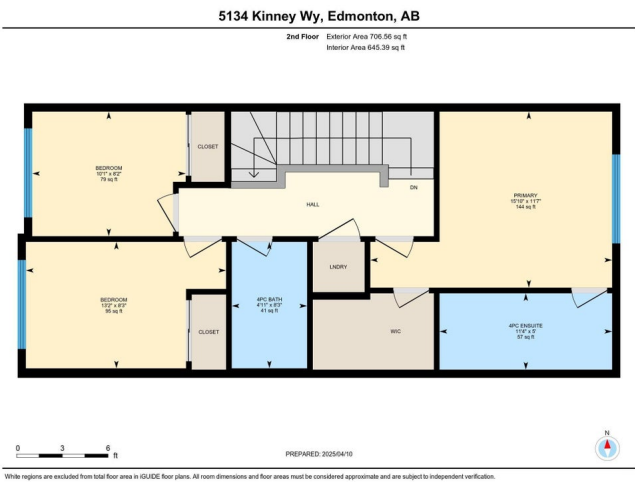 5134 Kinney Wy, Edmonton, AB
2nd Floor Exterior Area 706.56 sq ft
Interior Area 645.39 sq ft
BEDROOM
10'1" x 8'2"
79 sq ft
CLOSET
HALL
DN
PRIMARY
15'10" x 11'7"
144 sq ft
LNDRY
BEDROOM
13'2" x 8'3"
95 sq ft
CLOSET
4PC BATH
4'11" x 8'3"
41 sq ft
WIC
4PC ENSUITE
11'4" x 5'
57 sq ft
0 3 6
ft
PREPARED: 2025/04/10
N
White regions are excluded from total floor area in iGUIDE floor plans. All room dimensions and floor areas must be considered approximate and are subject to independent verification.